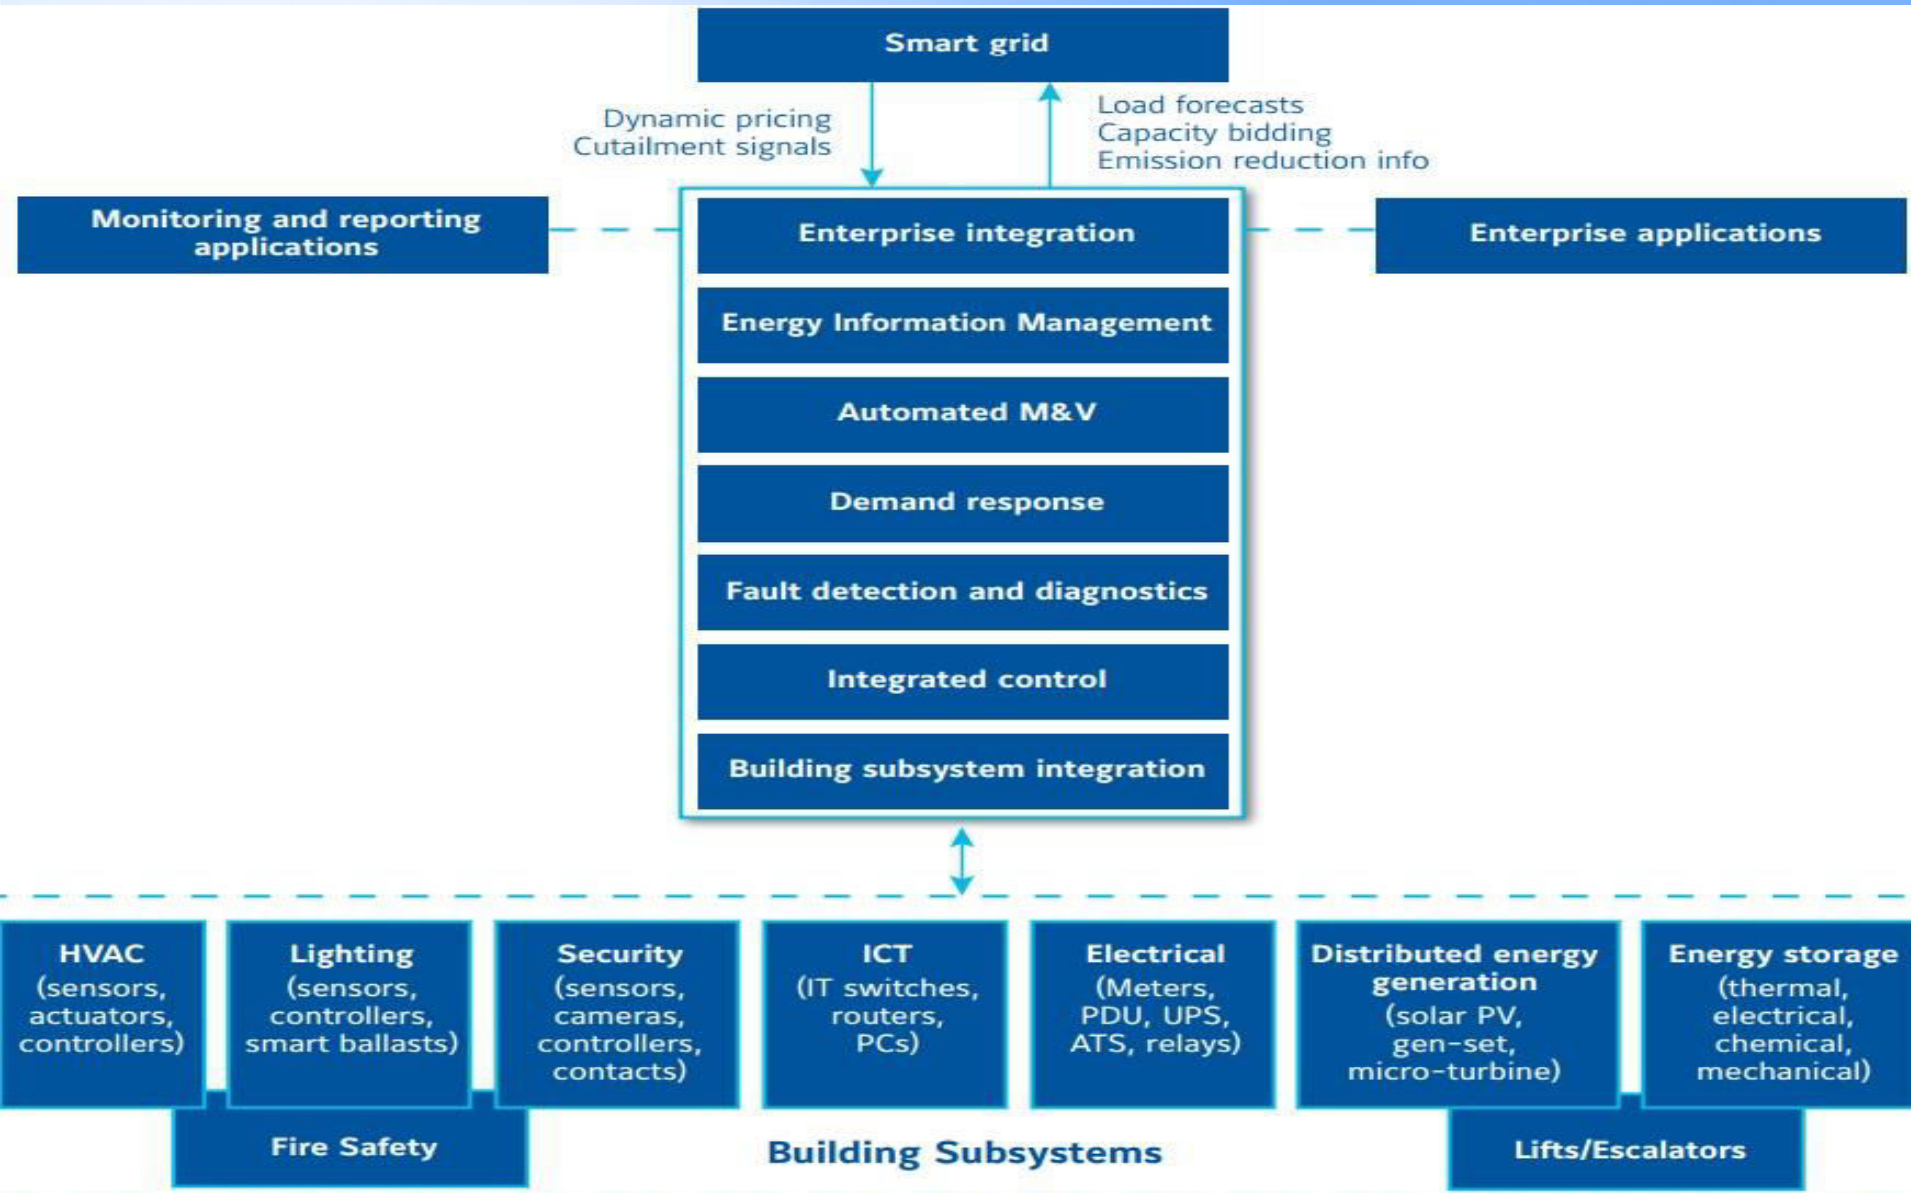 Smart grid
Dynamic pricing
Cutailment signals
Load forecasts
Capacity bidding
Emission reduction info
Monitoring and reporting
applications
Enterprise integration
Enterprise applications
Energy Information Management
Automated M&V
Demand response
Fault detection and diagnostics
Integrated control
Building subsystem integration
HVAC
(sensors,
actuators,
controllers)
Lighting
(sensors,
controllers,
smart ballasts)
Security
(sensors,
cameras,
controllers,
contacts)
ICT
(IT switches,
routers,
PCs)
Electrical
(Meters,
PDU, UPS,
ATS, relays)
Distributed energy
generation
(solar PV,
gen-set,
micro-turbine)
Energy storage
(thermal,
electrical,
chemical,
mechanical)
Fire Safety
Building Subsystems
Lifts/Escalators